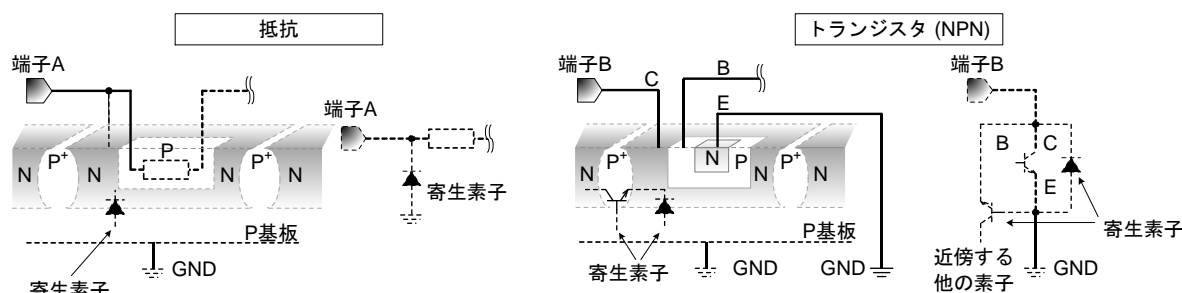 抵抗
端子A
P
N
P+
N
P+
N
寄生素子
P基板
GND
端子A
寄生素子
トランジスタ (NPN)
端子B
C
B
E
N
P+
N
N
P
P+
N
N
P基板
寄生素子
GND
GND
端子B
B
C
E
寄生素子
近傍する
他の素子